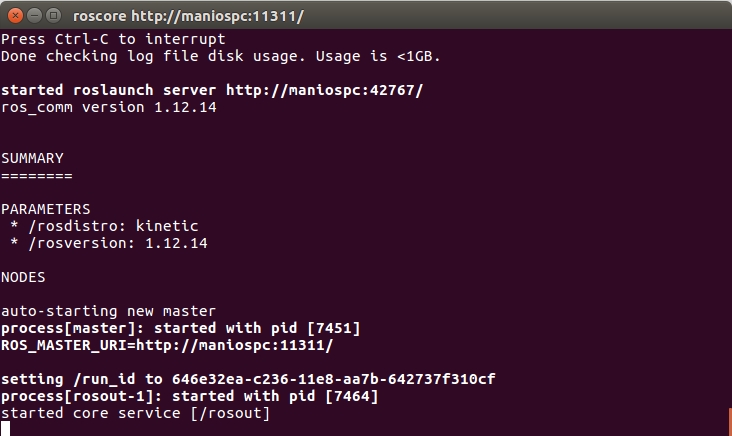 roscore http://maniospc:11311/
Press Ctrl-C to interrupt
Done checking log file disk usage. Usage is <1GB.
started roslaunch server http://maniospc:42767/
ros_comm version 1.12.14
SUMMARY
========
PARAMETERS
 * /rosdistro: kinetic
 * /rosversion: 1.12.14
NODES
auto-starting new master
process[master]: started with pid [7451]
ROS_MASTER_URI=http://maniospc:11311/
setting /run_id to 646e32ea-c236-11e8-aa7b-642737f310cf
process[rosout-1]: started with pid [7464]
started core service [/rosout]